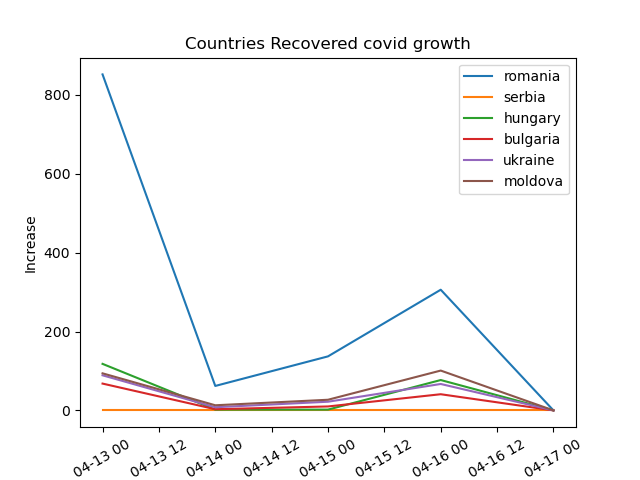 Countries Recovered covid growth
Increase
800
600
400
200
0
romania
serbia
hungary
bulgaria
ukraine
moldova
04-13 00
04-13 12
04-14 00
04-14 12
04-15 00
04-15 12
04-16 00
04-16 12
04-17 00